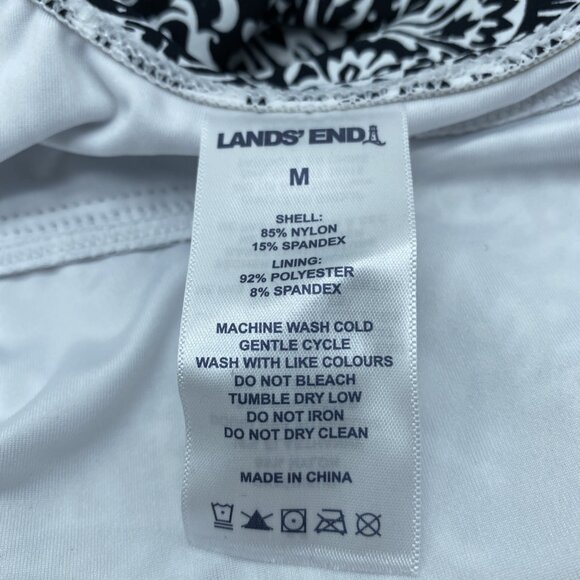 LANDS' END
M
SHELL:
85% NYLON
15% SPANDEX
LINING:
92% POLYESTER
8% SPANDEX
MACHINE WASH COLD
GENTLE CYCLE
WASH WITH LIKE COLOURS
DO NOT BLEACH
TUMBLE DRY LOW
DO NOT IRON
DO NOT DRY CLEAN
MADE IN CHINA